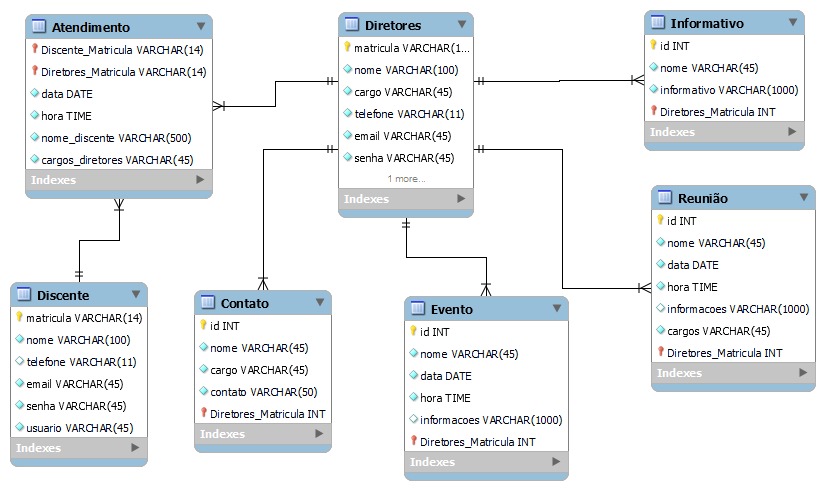 Atendimento
Discente_Matricula VARCHAR(14)
Diretores_Matricula VARCHAR(14)
data DATE
hora TIME
nome_discente VARCHAR(500)
cargos_diretores VARCHAR(45)
Indexes
Diretores
matricula VARCHAR(1...
nome VARCHAR(100)
cargo VARCHAR(45)
telefone VARCHAR(11)
email VARCHAR(45)
senha VARCHAR(45)
1 more...
Indexes
Informativo
id INT
nome VARCHAR(45)
informativo VARCHAR(1000)
Diretores_Matricula INT
Indexes
Reunião
id INT
nome VARCHAR(45)
data DATE
hora TIME
informacoes VARCHAR(1000)
cargos VARCHAR(45)
Diretores_Matricula INT
Indexes
Discente
matricula VARCHAR(14)
nome VARCHAR(100)
telefone VARCHAR(11)
email VARCHAR(45)
senha VARCHAR(45)
usuario VARCHAR(45)
Indexes
Contato
id INT
nome VARCHAR(45)
cargo VARCHAR(45)
contato VARCHAR(50)
Diretores_Matricula INT
Indexes
Evento
id INT
nome VARCHAR(45)
data DATE
hora TIME
informacoes VARCHAR(1000)
Diretores_Matricula INT
Indexes